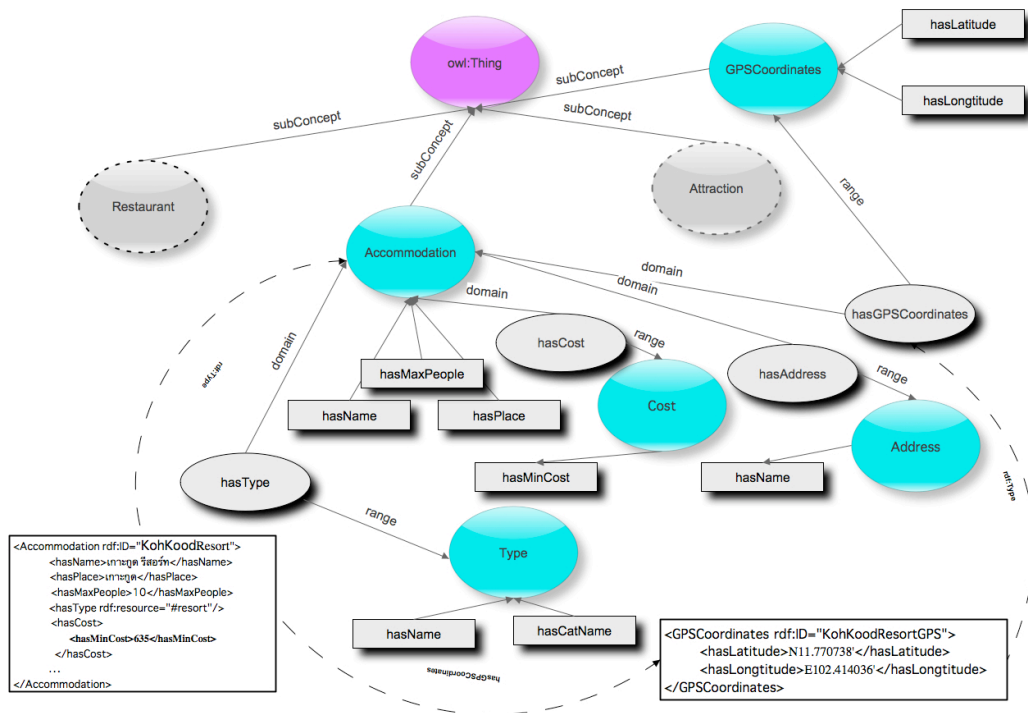 hasLatitude
owl:Thing
GPSCoordinates
subConcept
hasLongtitude
subConcept
subConcept
subConcept
range
Restaurant
Attraction
Accommodation
domain
domain
domain
hasGPSCoordinates
domain
hasCost
range
rdf:Type
hasMaxPeople
hasAddress
range
hasName
hasPlace
Cost
Address
hasType
hasMinCost
hasName
rdf:Type
range
Type
<Accommodation rdf:ID="KohKoodResort">
<hasName>เกาะกูด รีสอร์ท</hasName>
<hasPlace>เกาะกูด</hasPlace>
<hasMaxPeople>10</hasMaxPeople>
<hasType rdf:resource="#resort"/>
<hasCost>
<hasMinCost>635</hasMinCost>
</hasCost>
...
</Accommodation>
hasName
hasCatName
hasGPSCoordinates
<GPSCoordinates rdf:ID="KohKoodResortGPS">
<hasLatitude>N11.770738'</hasLatitude>
<hasLongtitude>E102.414036'</hasLongtitude>
</GPSCoordinates>